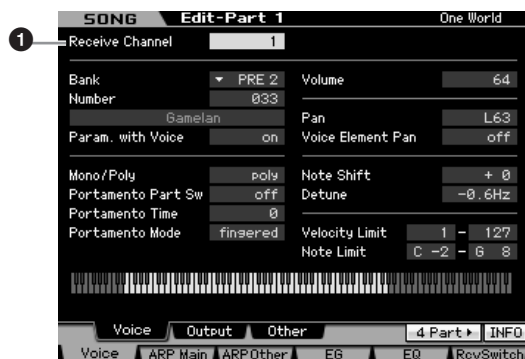 SONG Edit-Part 1 One World
1 Receive Channel 1
Bank PRE 2 Volume 64
Number 033
Gamelan Pan L63
Param. with Voice on Voice Element Pan off
Mono/Poly poly Note Shift + 0
Portamento Part Sw off Detune -0.6Hz
Portamento Time 0
Portamento Mode fingered Velocity Limit 1 - 127
Note Limit C -2 - G 8
Voice Output Other 4 Part INFO
Voice ARP Main ARP Other EG EQ RcvSwitch